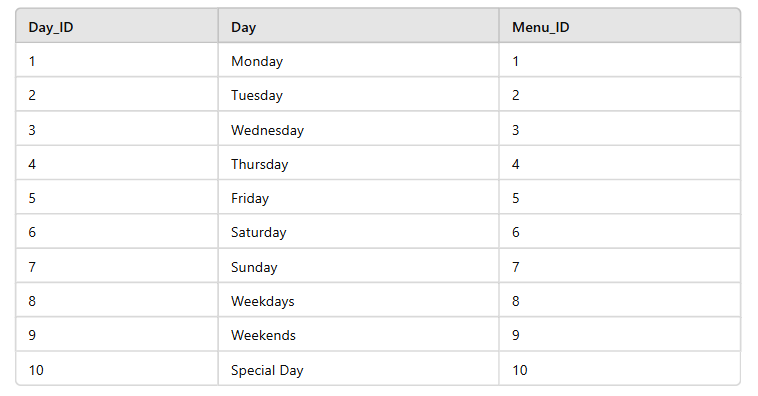 Day_ID Day Menu_ID
1 Monday 1
2 Tuesday 2
3 Wednesday 3
4 Thursday 4
5 Friday 5
6 Saturday 6
7 Sunday 7
8 Weekdays 8
9 Weekends 9
10 Special Day 10